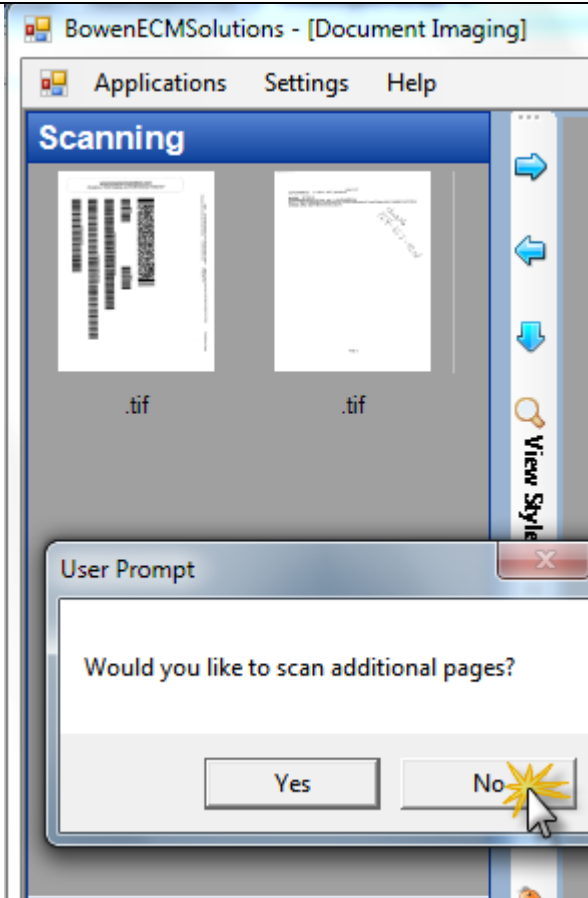 BowenECMSolutions - [Document Imaging]
Applications Settings Help
Scanning
.tif .tif
View Style
User Prompt
Would you like to scan additional pages?
Yes No